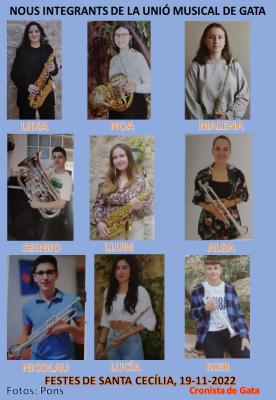 NOUS INTEGRANTS DE LA UNIÓ MUSICAL DE GATA
LIDIA NOA MALENA
SERGIO LLUM ALBA
NICOLAU LUCÍA IKER
FESTES DE SANTA CECÍLIA, 19-11-2022
Fotos: Pons Cronista de Gata